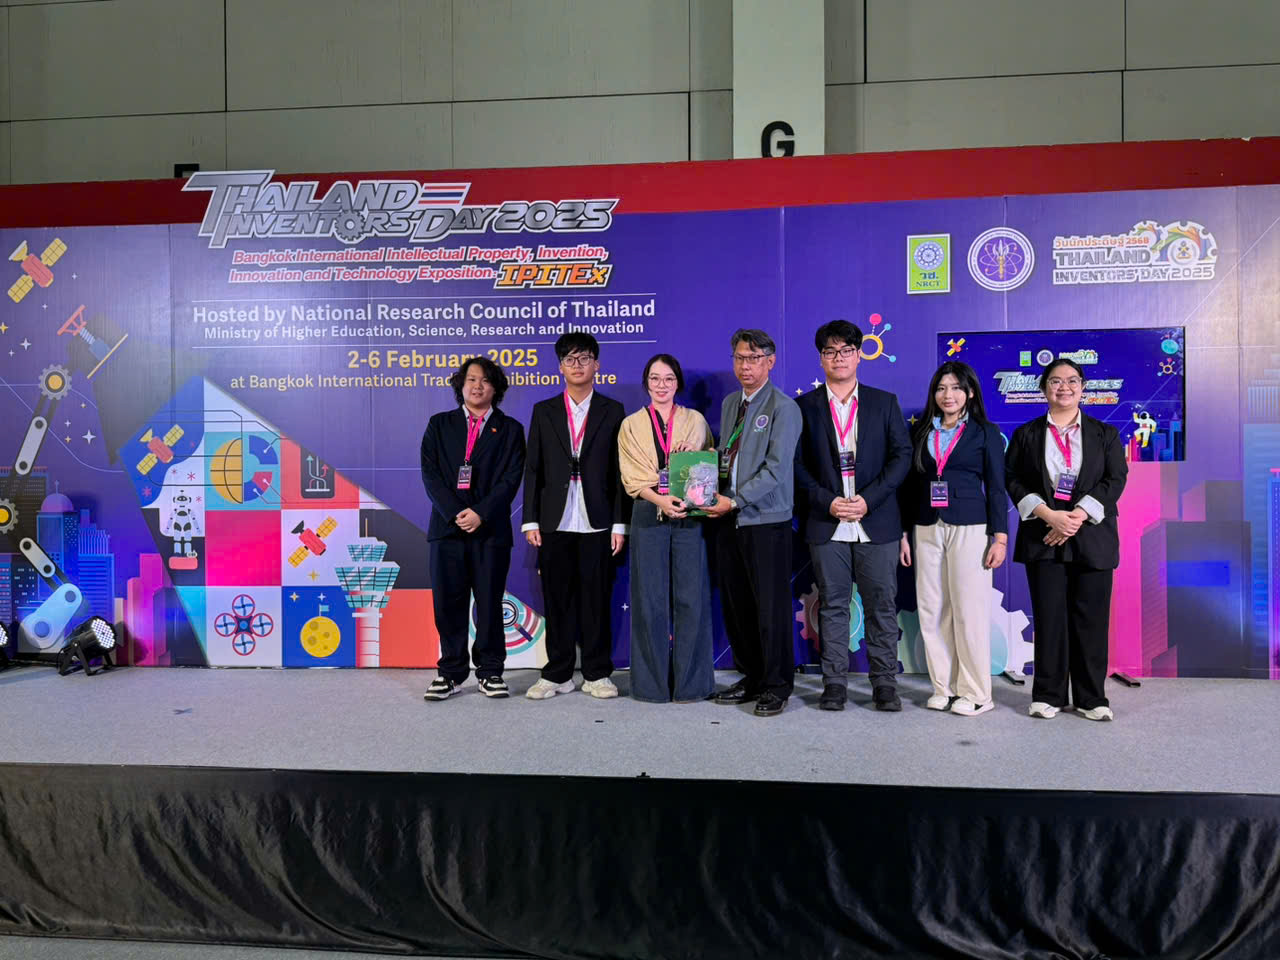 G
THAILAND
INVENTORS' DAY 2025
Bangkok International Intellectual Property, Invention,
Innovation and Technology Exposition : IPITEx
Hosted by National Research Council of Thailand
Ministry of Higher Education, Science, Research and Innovation
2-6 February 2025
at Bangkok International Trade Exhibition Centre
วช.
NRCT
วันนักประดิษฐ์ 2568
THAILAND
INVENTORS' DAY 2025